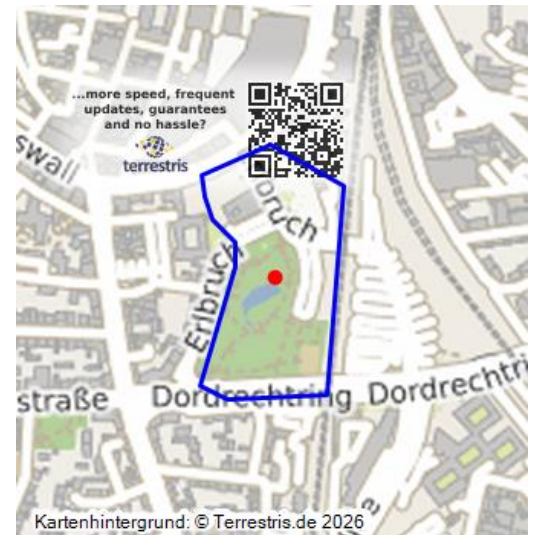 ...more speed, frequent
updates, guarantees
and no hassle?
terrestris
swall
bruch
Erlbruch
straße
Dordrechtring
Dordrechtri
Kartenhintergrund: © Terrestris.de 2026